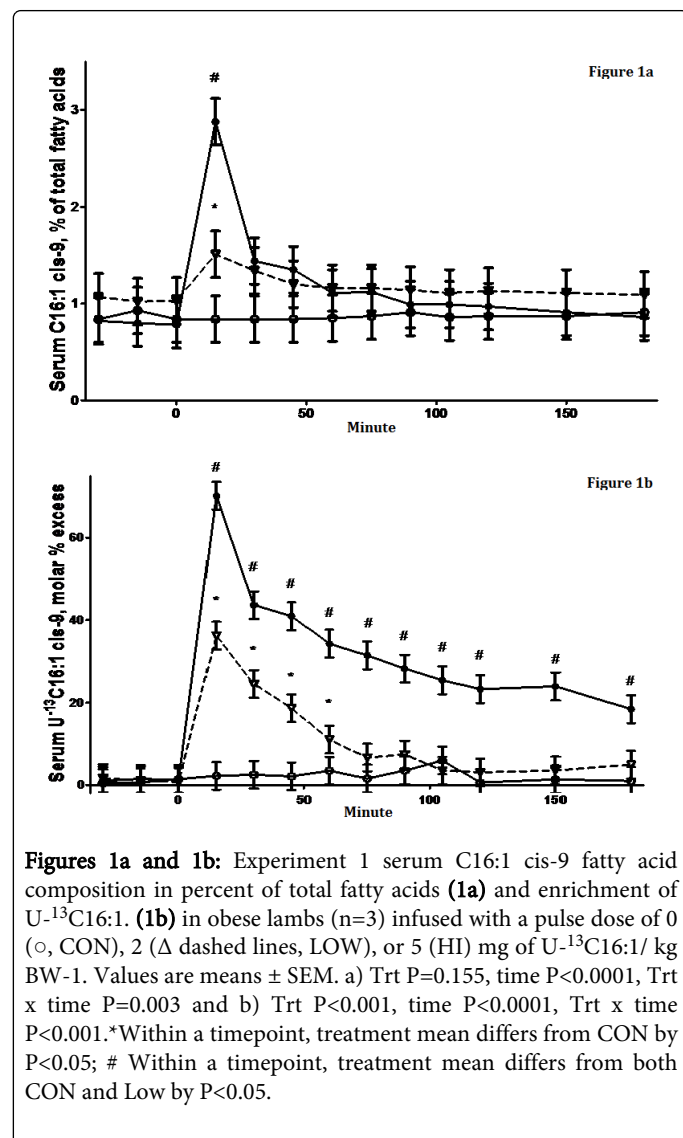 Figure 1a
#
*
Serum C16:1 cis-9, % of total fatty acids
3
2
1
0
0
50
100
150
Minute
Figure 1b
#
#
#
#
#
#
#
#
#
#
*
*
*
*
Serum U-¹³C16:1 cis-9, molar % excess
60
40
20
0
0
50
100
150
Minute
Figures 1a and 1b: Experiment 1 serum C16:1 cis-9 fatty acid
composition in percent of total fatty acids (1a) and enrichment of
U-¹³C16:1. (1b) in obese lambs (n=3) infused with a pulse dose of 0
(○, CON), 2 (Δ dashed lines, LOW), or 5 (HI) mg of U-¹³C16:1/ kg
BW-1. Values are means ± SEM. a) Trt P=0.155, time P<0.0001, Trt
x time P=0.003 and b) Trt P<0.001, time P<0.0001, Trt x time
P<0.001.*Within a timepoint, treatment mean differs from CON by
P<0.05; # Within a timepoint, treatment mean differs from both
CON and Low by P<0.05.